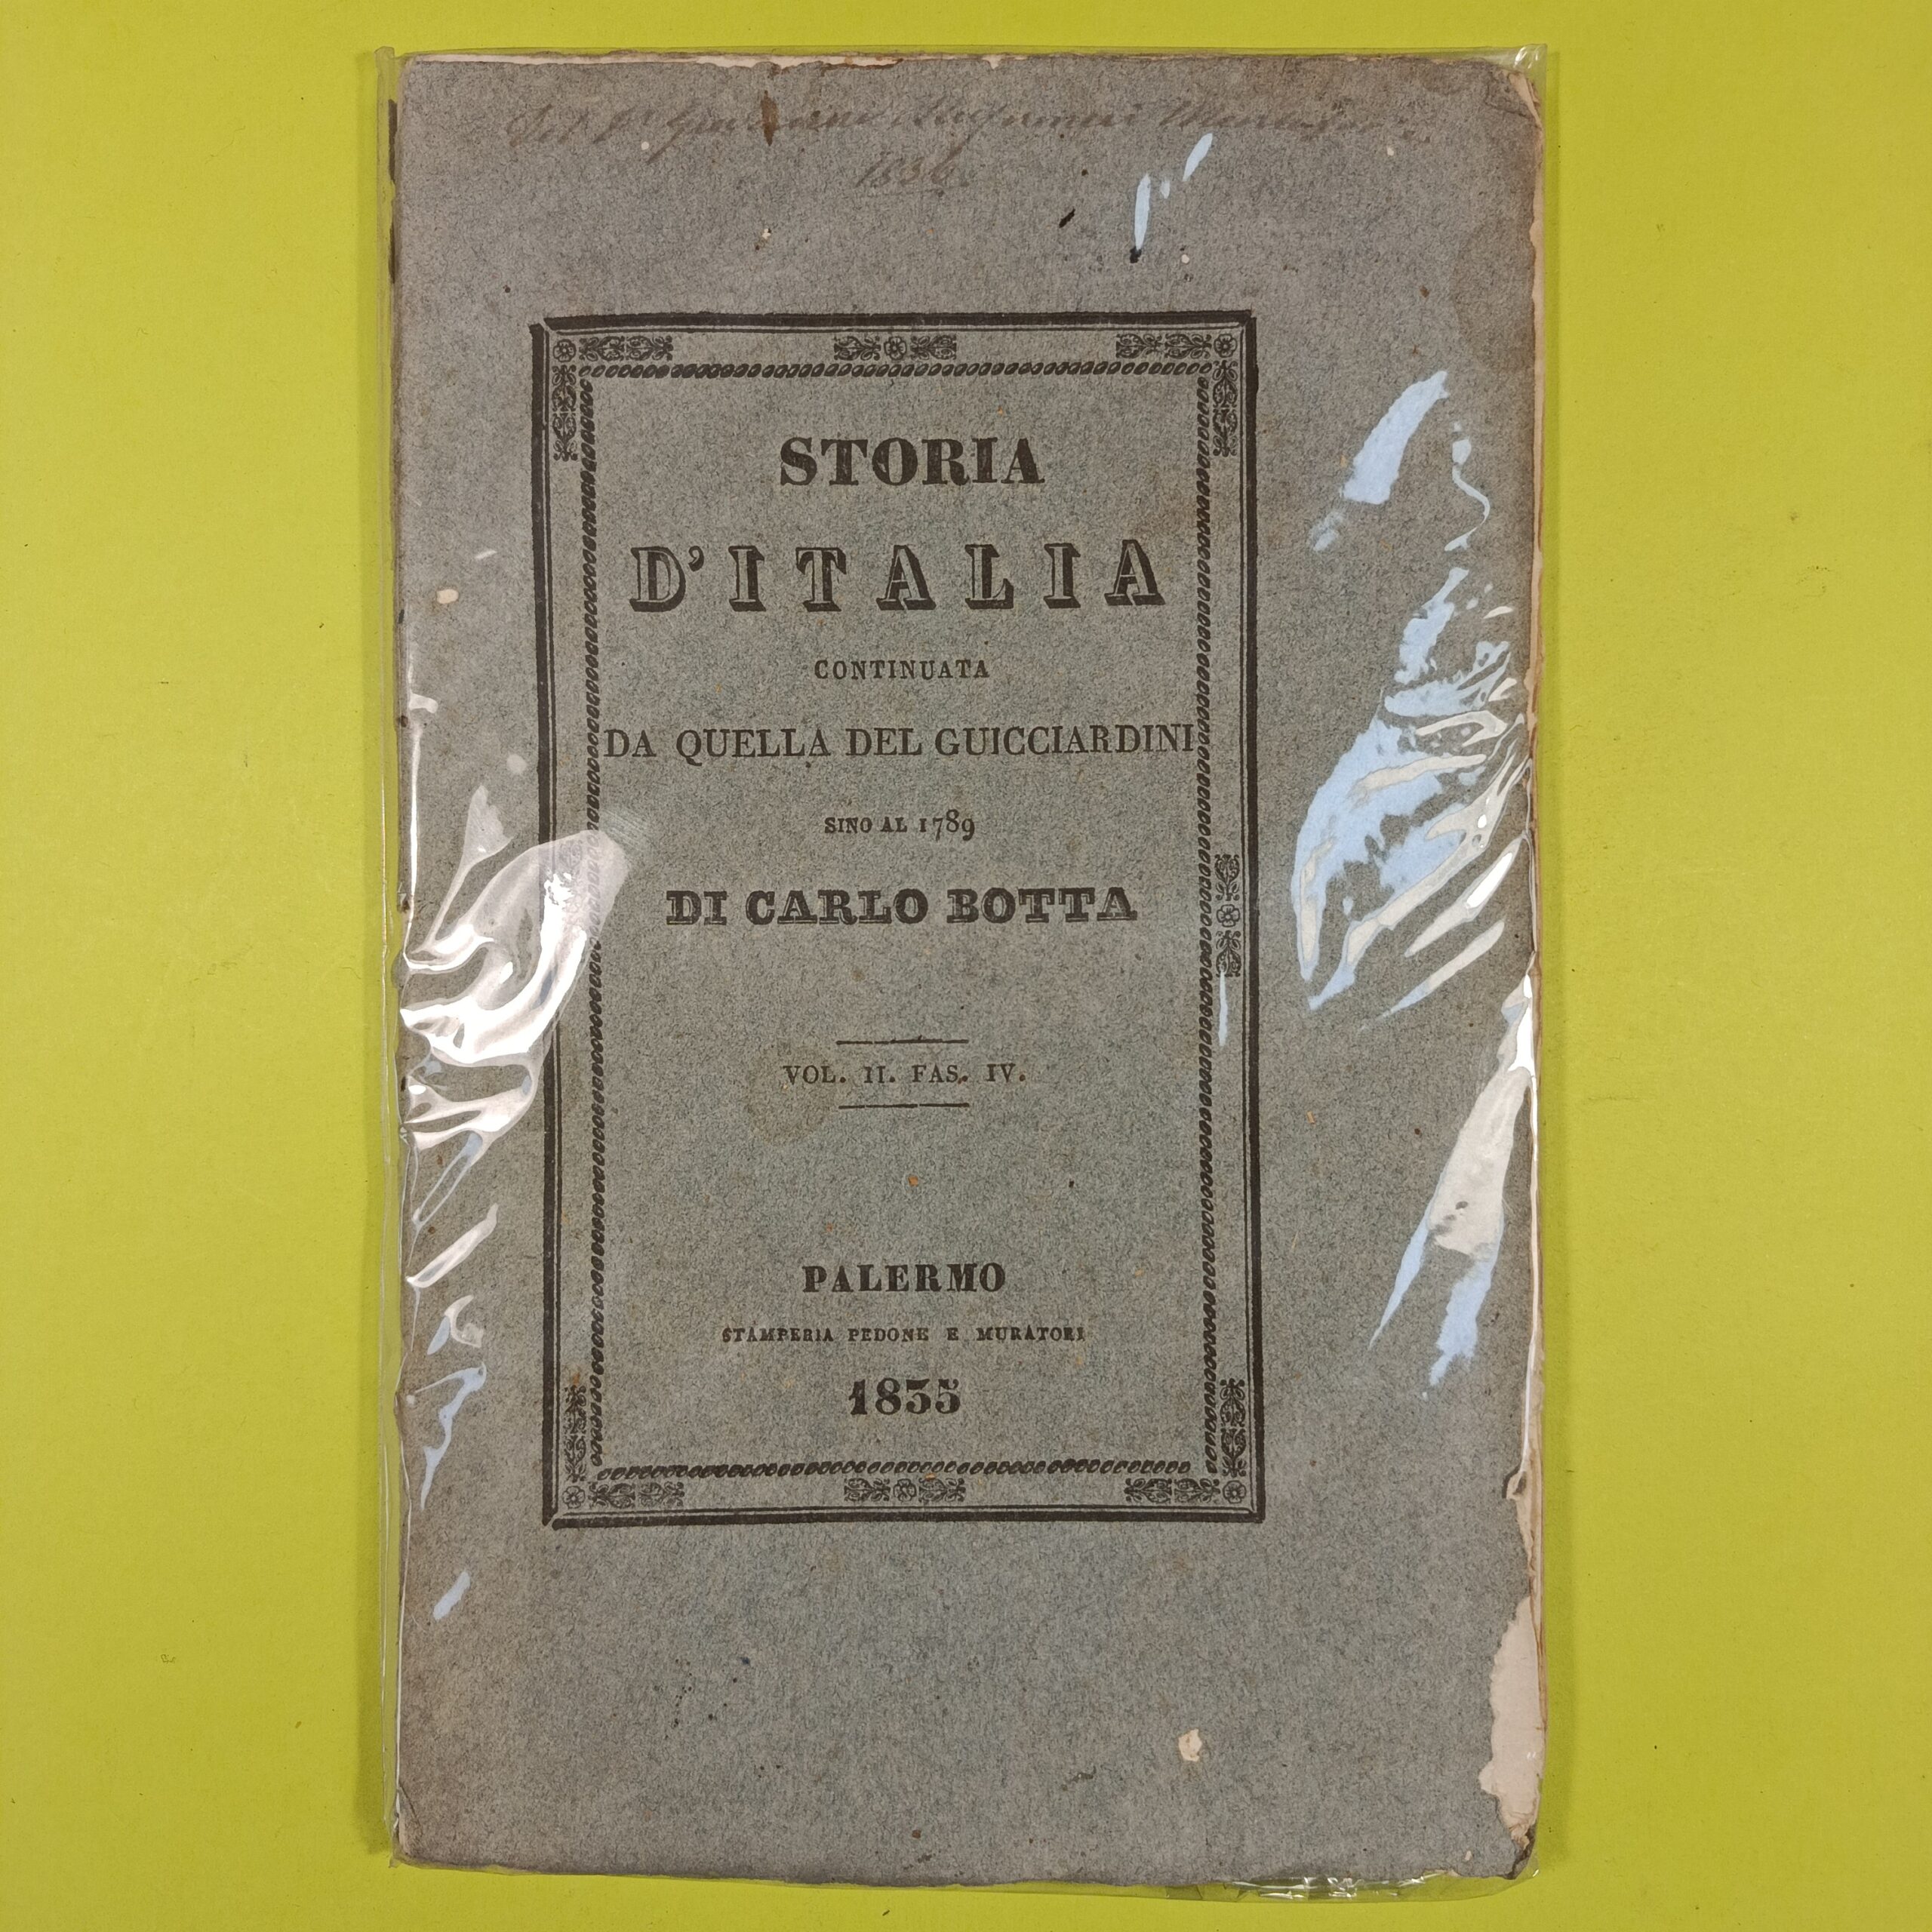 1836.
STORIA
D'ITALIA
CONTINUATA
DA QUELLA DEL GUICCIARDINI
SINO AL 1789
DI CARLO BOTTA
VOL. II. FAS. IV.
PALERMO
STAMPERIA PEDONE E MURATORI
1835